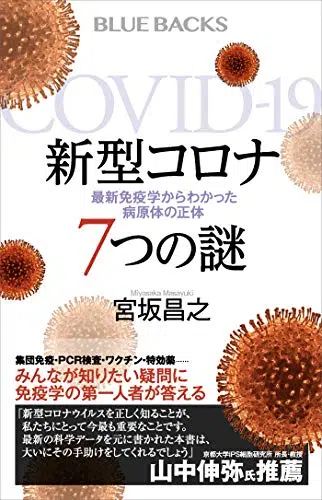 BLUE BACKS
COVID-19
新型コロナ
最新免疫学からわかった
病原体の正体
7つの謎
Miyasaka Masayuki
宮坂昌之
集団免疫・PCR検査・ワクチン・特効薬……
みんなが知りたい疑問に
免疫学の第一人者が答える
「新型コロナウイルスを正しく知ることが、
私たちにとって今最も重要なことです。
最新の科学データを元に書かれた本書は、
大いにその手助けをしてくれるでしょう」
京都大学iPS細胞研究所 所長・教授
山中伸弥氏推薦